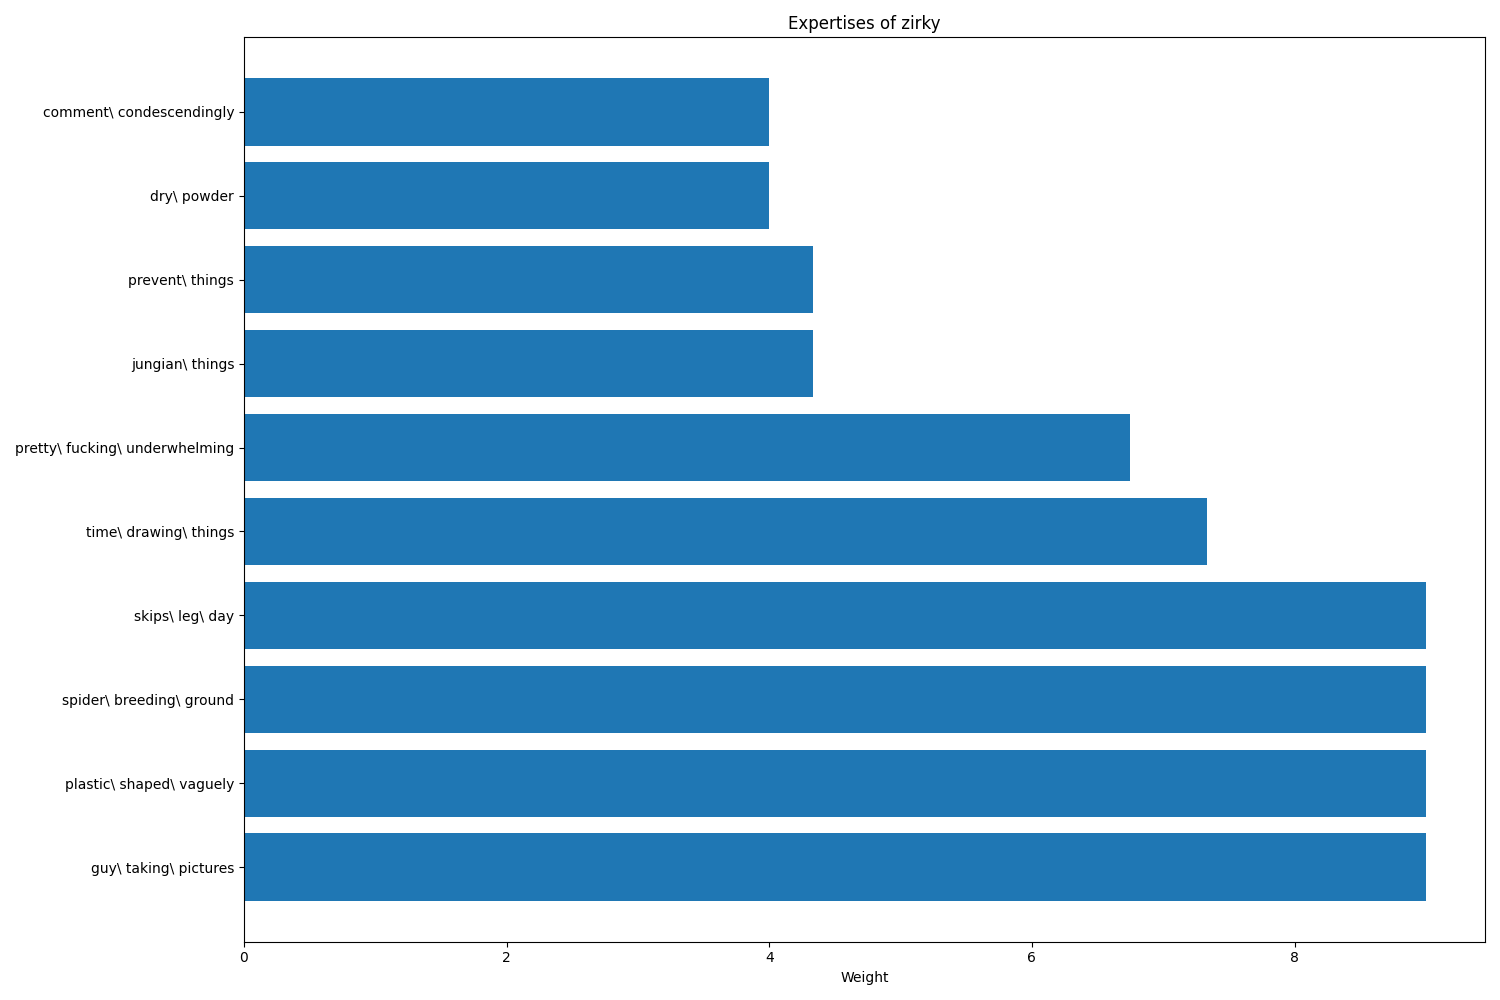 Expertises of zirky
comment\ condescendingly
dry\ powder
prevent\ things
jungian\ things
pretty\ fucking\ underwhelming
time\ drawing\ things
skips\ leg\ day
spider\ breeding\ ground
plastic\ shaped\ vaguely
guy\ taking\ pictures
0 2 4 6 8
Weight